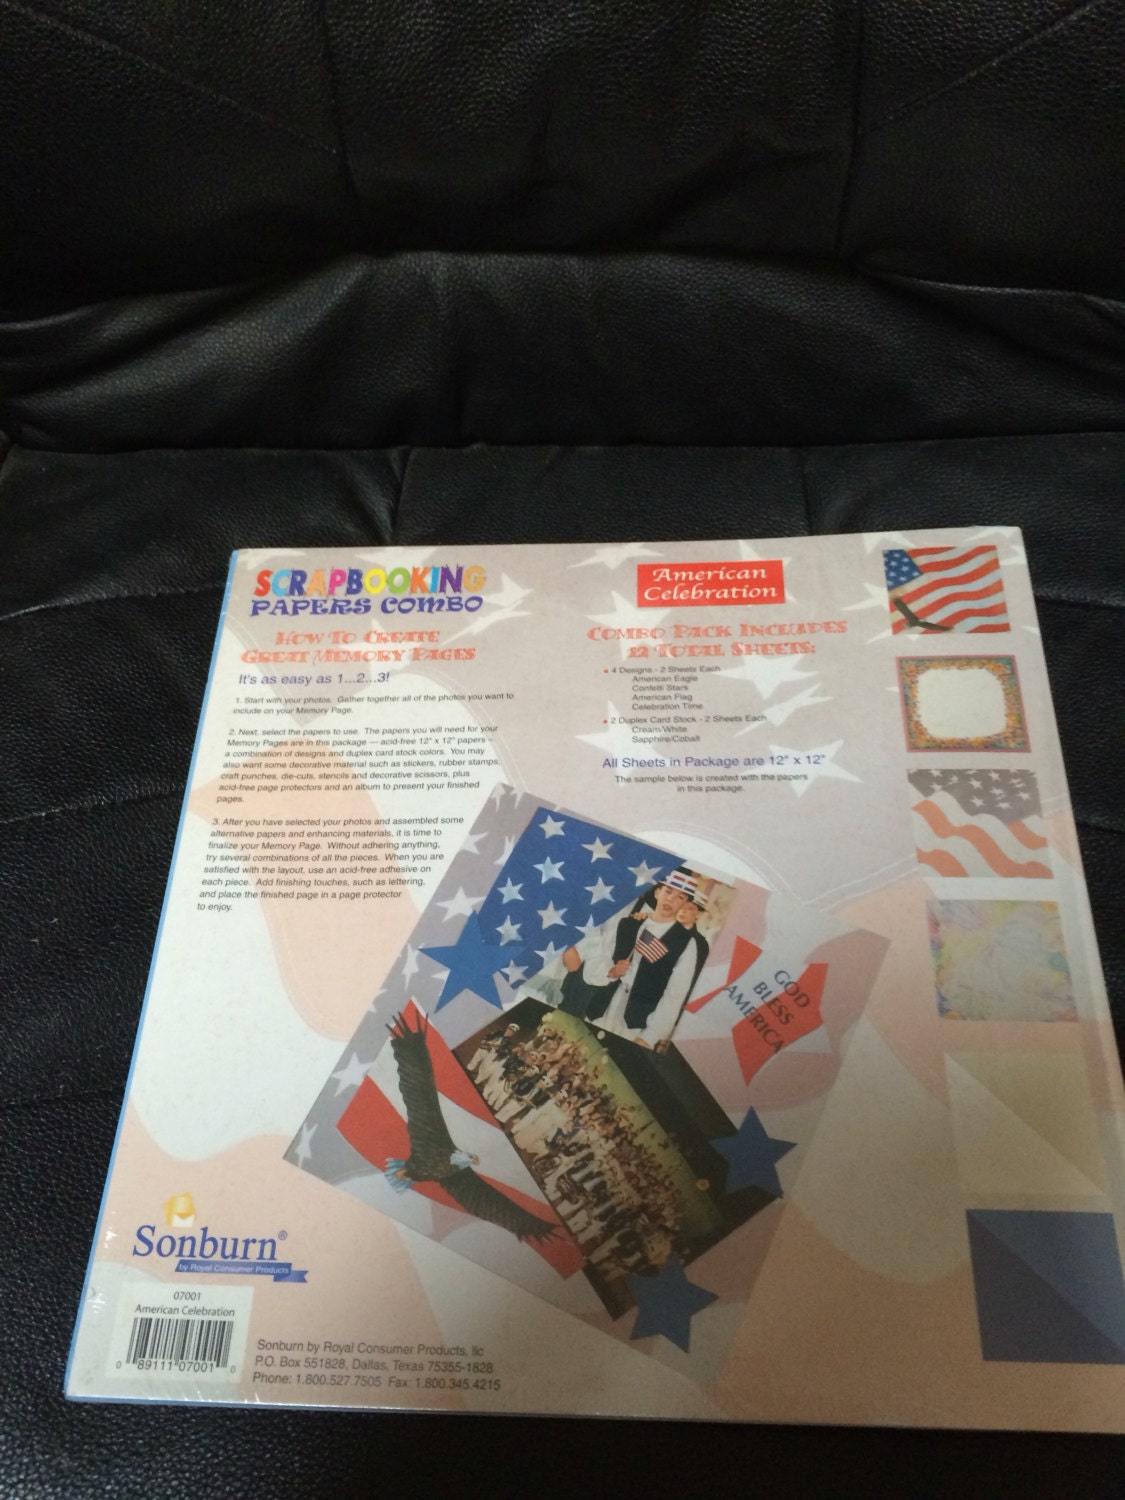 SCRAPBOOKING
PAPERS COMBO
HOW TO CREATE
GREAT MEMORY PAGES
It's as easy as 1...2...3!
1. Start with your photos. Gather together all of the photos you want to
include on your Memory Page.
2. Next, select the papers to use. The papers you will need for your
Memory Pages are in this package — acid-free 12" x 12" papers –
a combination of designs and duplex card stock colors. You may
also want some decorative material such as stickers, rubber stamps,
craft punches, die-cuts, stencils and decorative scissors, plus
acid-free page protectors and an album to present your finished
pages.
3. After you have selected your photos and assembled some
alternative papers and enhancing materials, it is time to
finalize your Memory Page. Without adhering anything,
try several combinations of all the pieces. When you are
satisfied with the layout, use an acid-free adhesive on
each piece. Add finishing touches, such as lettering,
and place the finished page in a page protector
to enjoy.
American
Celebration
COMBO PACK INCLUDES
12 TOTAL SHEETS:
• 4 Designs - 2 Sheets Each
American Eagle
Confetti Stars
American Flag
Celebration Time
• 2 Duplex Card Stock - 2 Sheets Each
Cream/White
Sapphire/Cobalt
All Sheets in Package are 12" x 12"
The sample below is created with the papers
in this package.
GOD
BLESS
AMERICA
Sonburn®
by Royal Consumer Products
07001
American Celebration
0 89111 07001 0
Sonburn by Royal Consumer Products, llc
P.O. Box 551828, Dallas, Texas 75355-1828
Phone: 1.800.527.7505 Fax: 1.800.345.4215